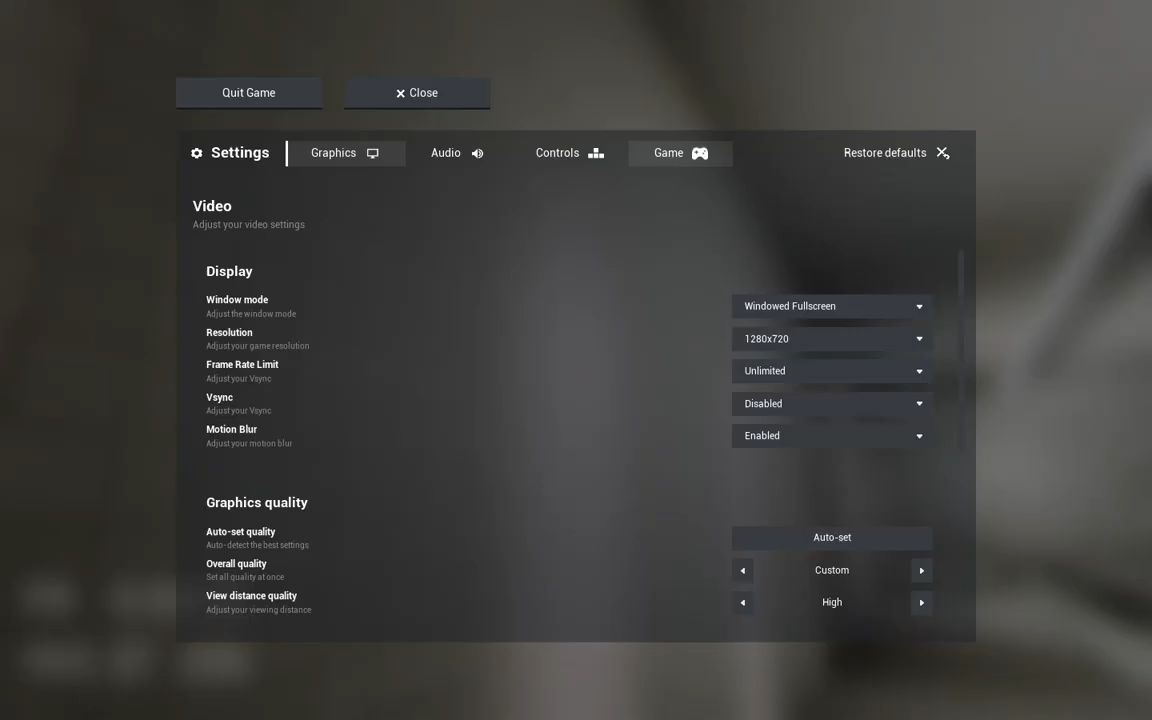 Quit Game
Close
Settings
Graphics
Audio
Controls
Game
Restore defaults
Video
Adjust your video settings
Display
Window mode
Adjust the window mode
Windowed Fullscreen
Resolution
Adjust your game resolution
1280x720
Frame Rate Limit
Adjust your Vsync
Unlimited
Vsync
Adjust your Vsync
Disabled
Motion Blur
Adjust your motion blur
Enabled
Graphics quality
Auto-set quality
Auto-detect the best settings
Auto-set
Overall quality
Set all quality at once
Custom
View distance quality
Adjust your viewing distance
High